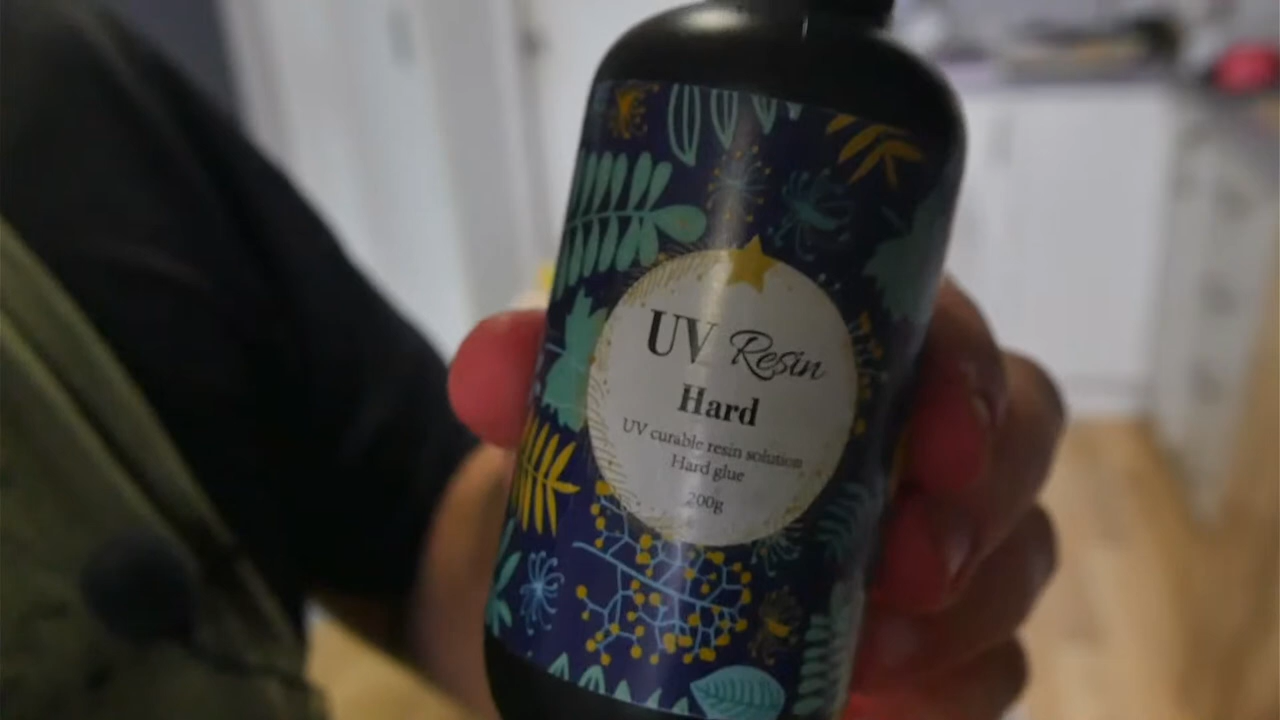 UV Resin
Hard
UV curable resin solution
Hard glue
200g